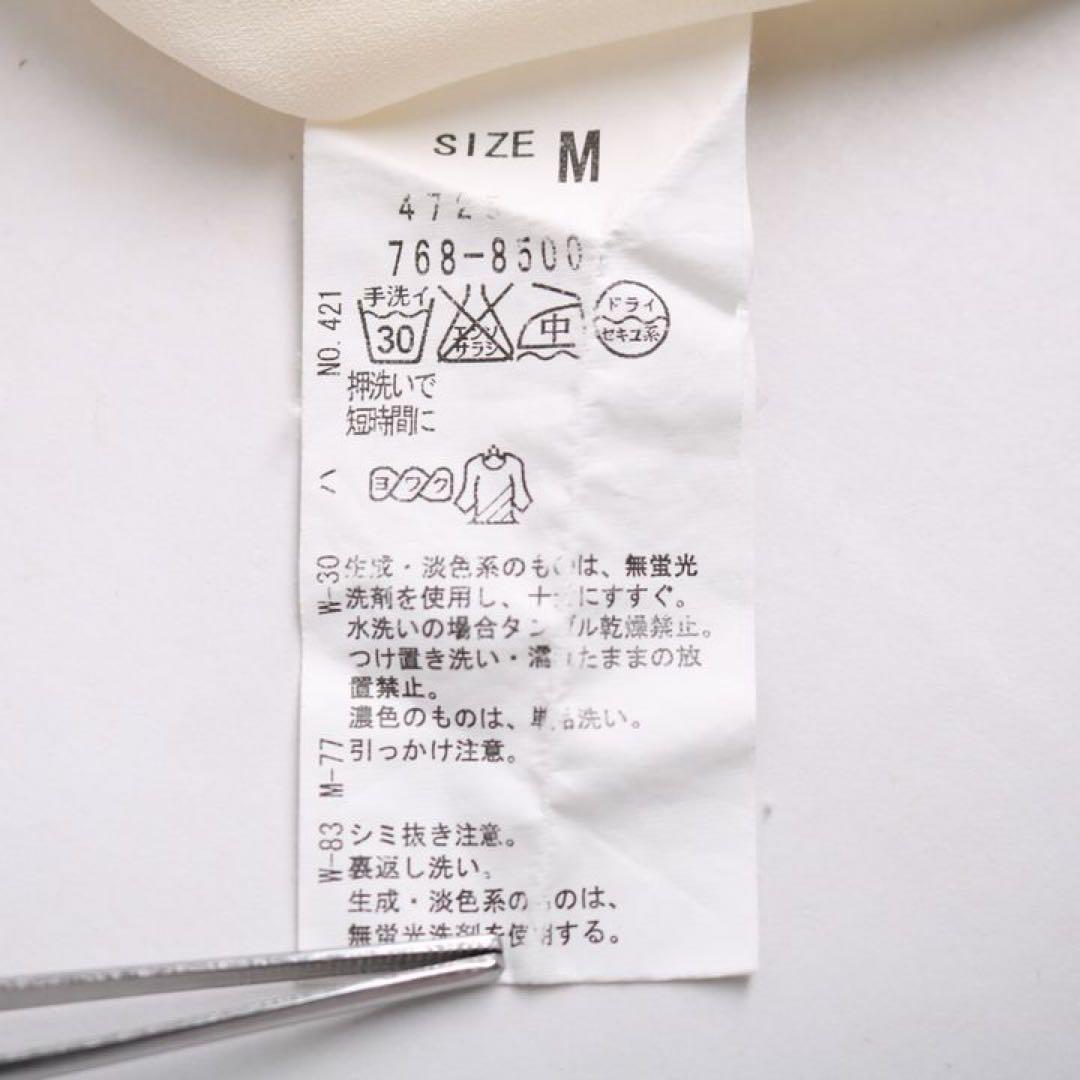 SIZE M
472
768-8500
NO. 421
手洗イ
30
エンソ
サラシ
中
ドライ
セキユ系
押洗いで
短時間に
ハ
ヨワク
W-30
生成・淡色系のものは、無蛍光
洗剤を使用し、十分にすすぐ。
水洗いの場合タンブル乾燥禁止。
つけ置き洗い・濡れたままの放
置禁止。
濃色のものは、単品洗い。
M-77
引っかけ注意。
W-83
シミ抜き注意。
裏返し洗い。
生成・淡色系のものは、
無蛍光洗剤を使用する。